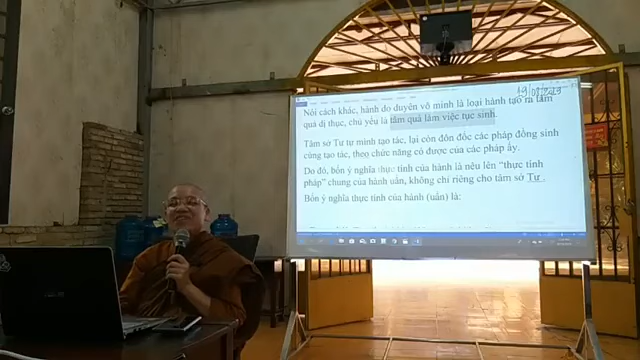 Nói cách khác, hành do duyên vô minh là loại hành tạo ra tâm
quả dị thục, chủ yếu là tâm quả làm việc tục sinh.
Tâm sở Tư tự mình tạo tác, lại còn đôn đốc các pháp đồng sinh
cùng tạo tác, theo chức năng có được của các pháp ấy.
Do đó, bốn ý nghĩa thực tính của hành là nêu lên “thực tính
pháp” chung của hành uẩn, không chỉ riêng cho tâm sở Tư .
Bốn ý nghĩa thực tính của hành (uẩn) là: